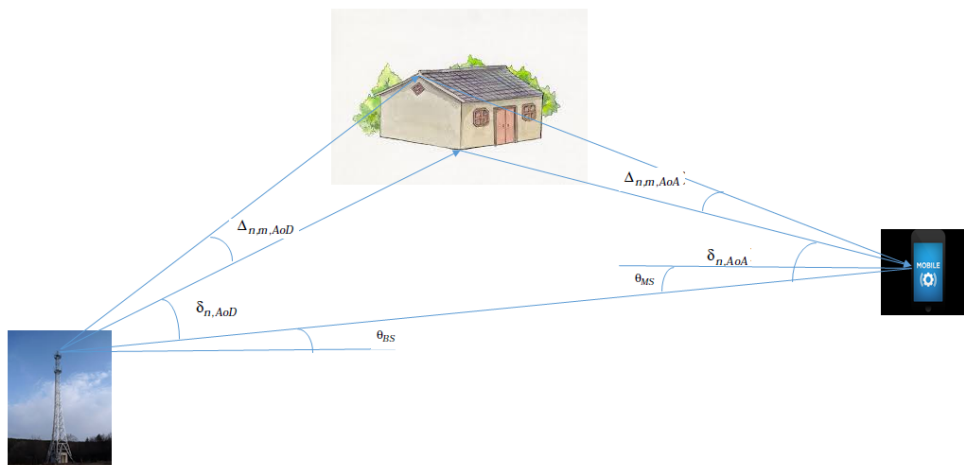 Δn,m,AoA
Δn,m,AoD
δn,AoA
MOBILE
θMS
δn,AoD
θBS